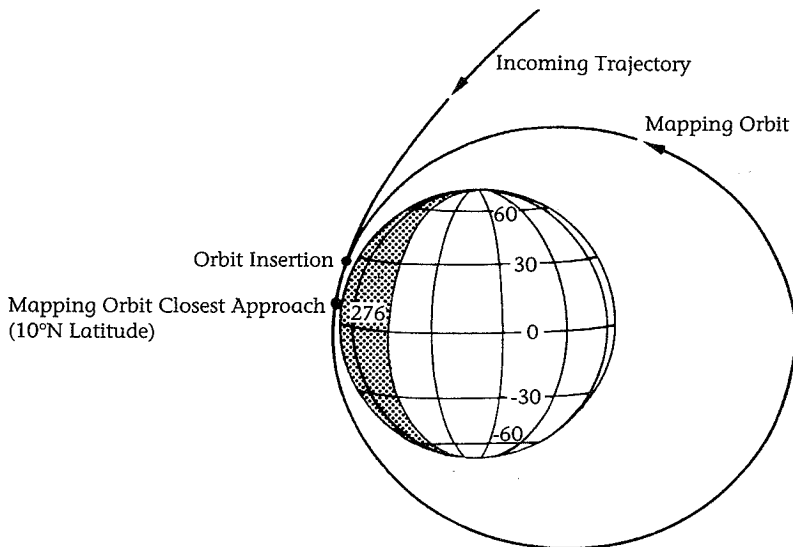 Incoming Trajectory
Mapping Orbit
60
Orbit Insertion
30
Mapping Orbit Closest Approach
(10°N Latitude)
276
0
-30
-60